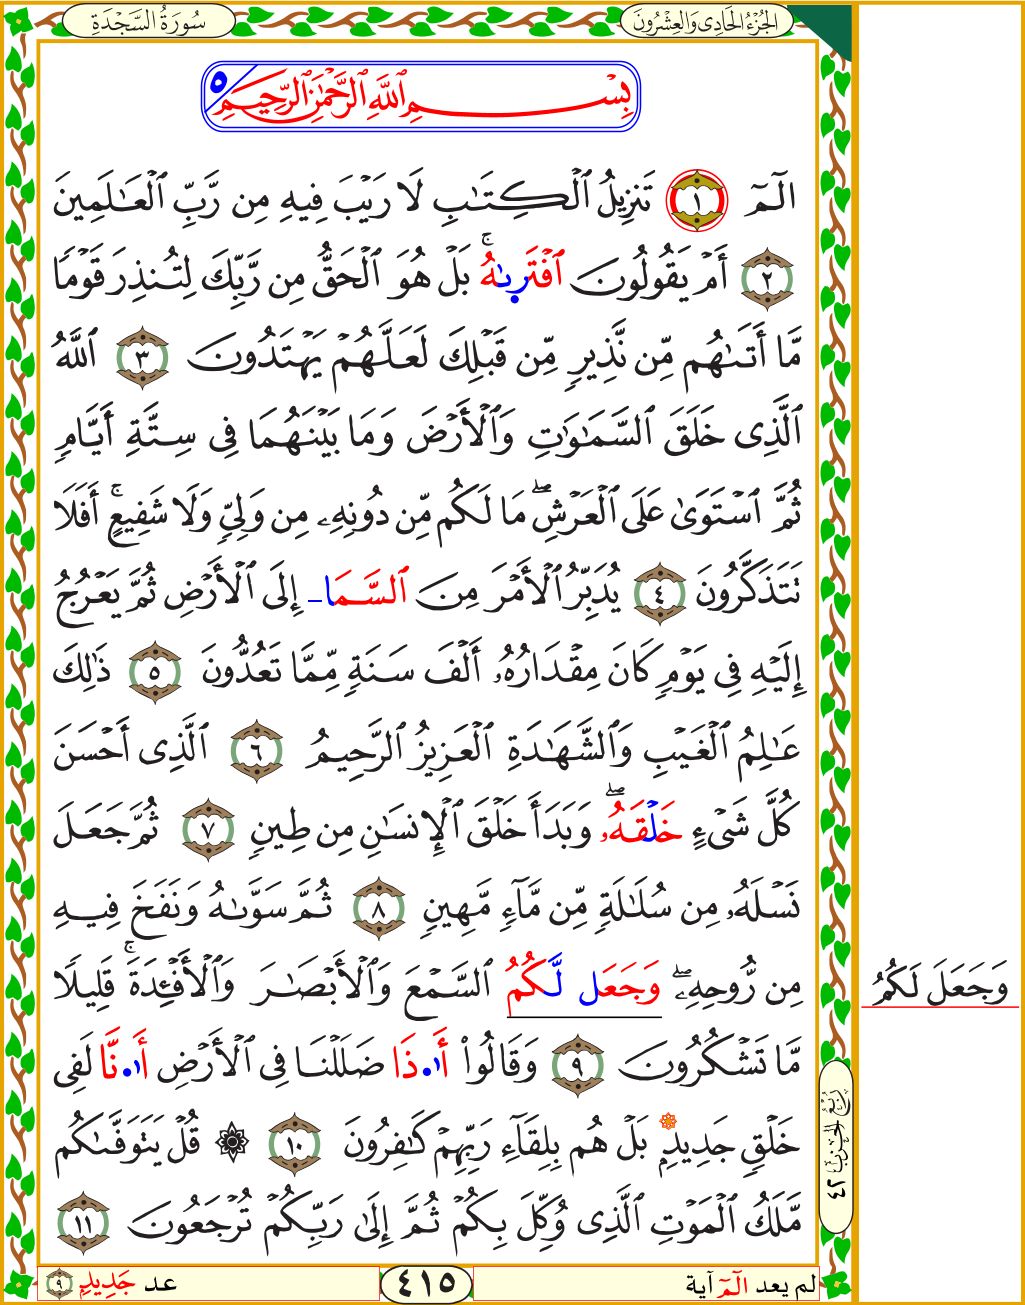 الجُزْءُ الحَادِى وَالعِشْرُونَ
سُورَةُ السَّجْدَةِ
بِسْمِ ٱللَّهِ ٱلرَّحْمَٰنِ ٱلرَّحِيمِ ٥
الٓمٓ ١ تَنزِيلُ ٱلْكِتَٰبِ لَا رَيْبَ فِيهِ مِن رَّبِّ ٱلْعَٰلَمِينَ
٢ أَمْ يَقُولُونَ ٱفْتَرٜىٰهُۚ بَلْ هُوَ ٱلْحَقُّ مِن رَّبِّكَ لِتُنذِرَ قَوْمًا
مَّا أَتَىٰهُم مِّن نَّذِيرٍ مِّن قَبْلِكَ لَعَلَّهُمْ يَهْتَدُونَ ٣ ٱللَّهُ
ٱلَّذِى خَلَقَ ٱلسَّمَٰوَٰتِ وَٱلْأَرْضَ وَمَا بَيْنَهُمَا فِى سِتَّةِ أَيَّامٍ
ثُمَّ ٱسْتَوَىٰ عَلَى ٱلْعَرْشِۖ مَا لَكُم مِّن دُونِهِۦ مِن وَلِىٍّ وَلَا شَفِيعٍۚ أَفَلَا
تَتَذَكَّرُونَ ٤ يُدَبِّرُ ٱلْأَمْرَ مِنَ ٱلسَّمَا۔ إِلَى ٱلْأَرْضِ ثُمَّ يَعْرُجُ
إِلَيْهِ فِى يَوْمٍ كَانَ مِقْدَارُهُۥ أَلْفَ سَنَةٍ مِّمَّا تَعُدُّونَ ٥ ذَٰلِكَ
عَٰلِمُ ٱلْغَيْبِ وَٱلشَّهَٰدَةِ ٱلْعَزِيزُ ٱلرَّحِيمُ ٦ ٱلَّذِى أَحْسَنَ
كُلَّ شَىْءٍ خَلْقَهُۥۖ وَبَدَأَ خَلْقَ ٱلْإِنسَٰنِ مِن طِينٍ ٧ ثُمَّ جَعَلَ
نَسْلَهُۥ مِن سُلَٰلَةٍ مِّن مَّآءٍ مَّهِينٍ ٨ ثُمَّ سَوَّىٰهُ وَنَفَخَ فِيهِ
مِن رُّوحِهِۦۖ وَجَعَل لَّكُمُ ٱلسَّمْعَ وَٱلْأَبْصَٰرَ وَٱلْأَفْـِٔدَةَۚ قَلِيلًا
وَجَعَلَ لَكُمُ
مَّا تَشْكُرُونَ ٩ وَقَالُوا۟ أَا۬ذَا ضَلَلْنَا فِى ٱلْأَرْضِ أَا۬نَّا لَفِى
خَلْقٍ جَدِيدٍ بَلْ هُم بِلِقَآءِ رَبِّهِمْ كَٰفِرُونَ ١٠ ۞ قُلْ يَتَوَفَّىٰكُم
مَّلَكُ ٱلْمَوْتِ ٱلَّذِى وُكِّلَ بِكُمْ ثُمَّ إِلَىٰ رَبِّكُمْ تُرْجَعُونَ ١١
رُبْعُ الحِزْبِ ٤٢
لم يعد الٓمٓ آية
٤١٥
عد جَدِيدٍ ٩